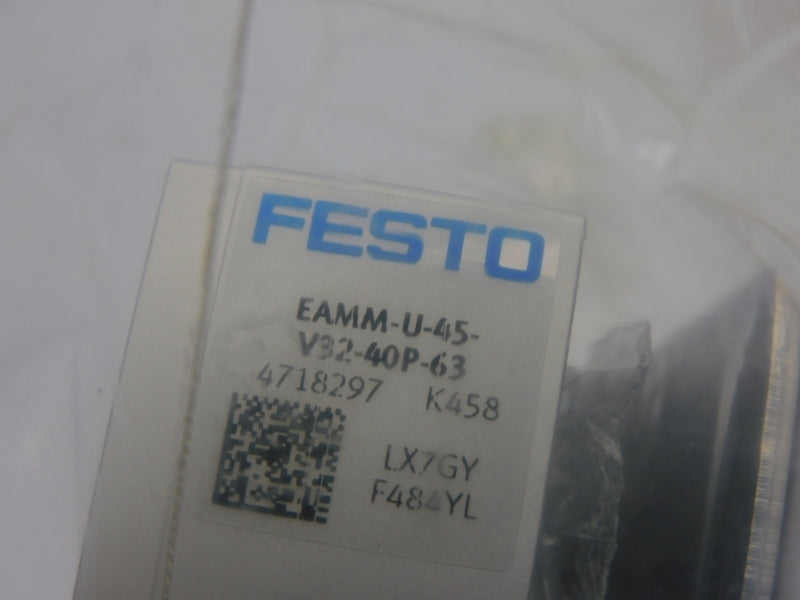 FESTO
EAMM-U-45-
V32-40P-63
4718297 K458
LX7GY
F484YL